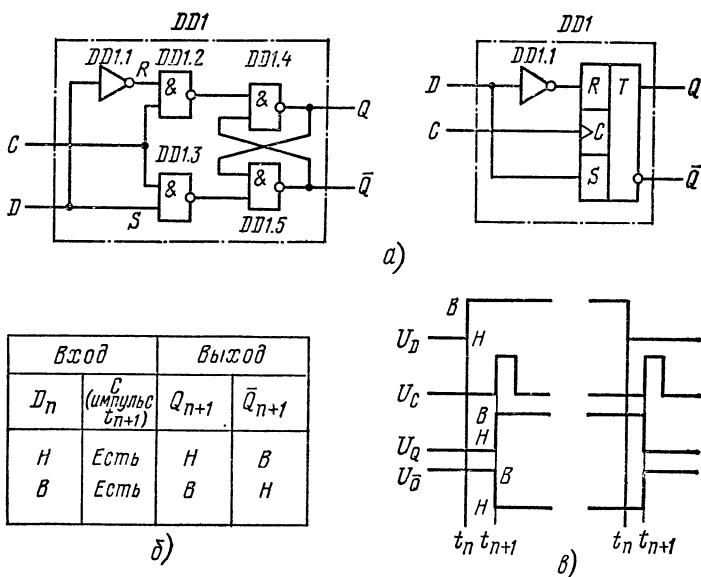 DD1
DD1.1 R DD1.2 DD1.4
& &
Q
C
DD1.3
& &
Q̅
D
S
DD1.5
DD1
DD1.1
D
R T
Q
C
C
S
Q̅
а)
Вход Выход
Dn C (импульс tn+1) Qn+1 Q̅n+1
Н Есть Н В
В Есть В Н
б)
В
UD Н
UC
В
Н
UQ
UQ̅ В
Н
tn tn+1 tn tn+1
в)